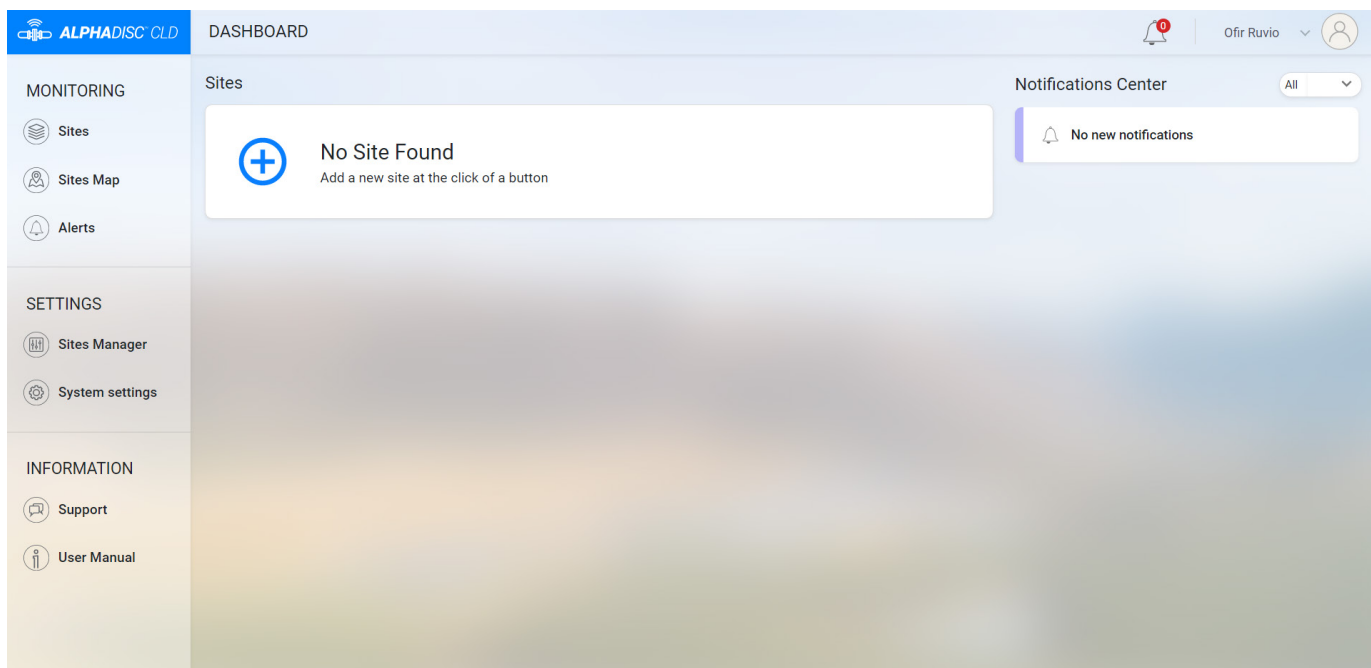 ALPHADISC CLD
DASHBOARD
0
Ofir Ruvio
MONITORING
Sites
Sites Map
Alerts
SETTINGS
Sites Manager
System settings
INFORMATION
Support
User Manual
Sites
No Site Found
Add a new site at the click of a button
Notifications Center
All
No new notifications